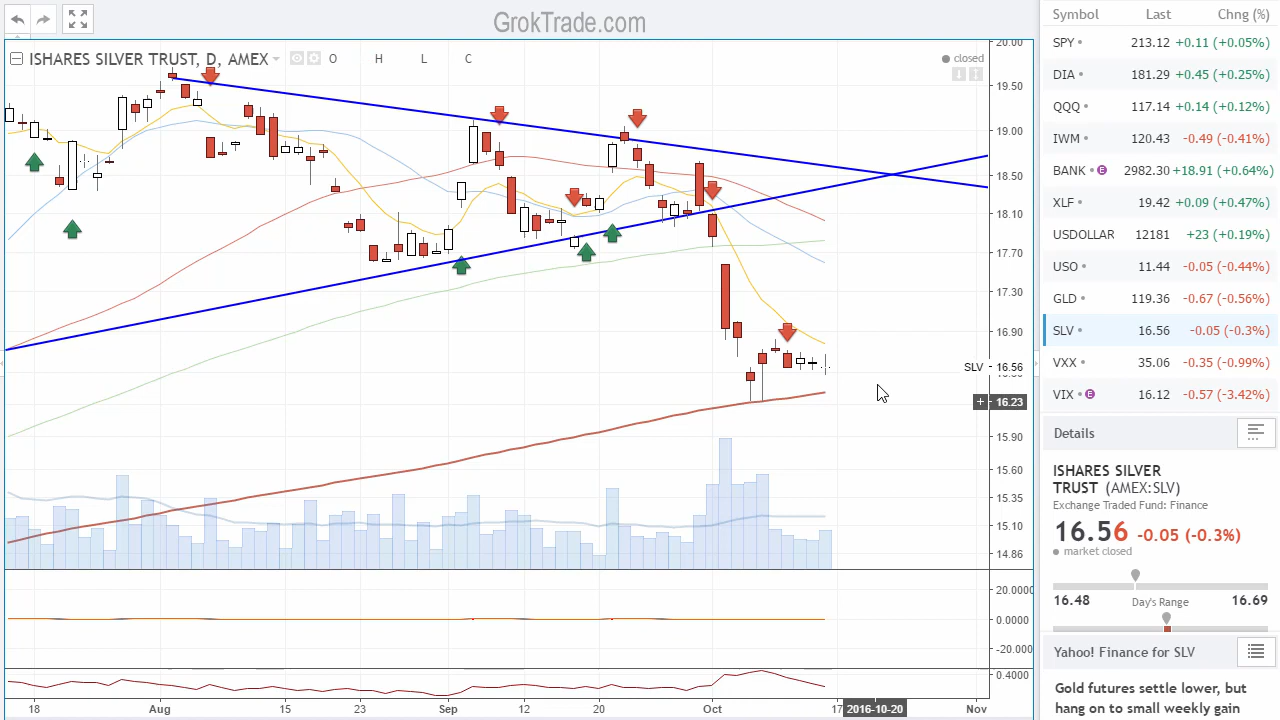 GrokTrade.com
ISHARES SILVER TRUST, D, AMEX O H L C
closed
20.00
19.50
19.00
18.50
18.10
17.70
17.30
16.90
SLV 16.56
+ 16.23
15.90
15.60
15.35
15.10
14.86
20.0000
0.0000
-20.0000
0.4000
18 Aug 15 23 Sep 12 20 Oct 17 2016-10-20 Nov
Symbol Last Chng (%)
SPY 213.12 +0.11 (+0.05%)
DIA 181.29 +0.45 (+0.25%)
QQQ 117.14 +0.14 (+0.12%)
IWM 120.43 -0.49 (-0.41%)
BANK E 2982.30 +18.91 (+0.64%)
XLF 19.42 +0.09 (+0.47%)
USDOLLAR 12181 +23 (+0.19%)
USO 11.44 -0.05 (-0.44%)
GLD 119.36 -0.67 (-0.56%)
SLV 16.56 -0.05 (-0.3%)
VXX 35.06 -0.35 (-0.99%)
VIX E 16.12 -0.57 (-3.42%)
Details
ISHARES SILVER
TRUST (AMEX:SLV)
Exchange Traded Fund: Finance
16.56 -0.05 (-0.3%)
market closed
16.48 Day's Range 16.69
Yahoo! Finance for SLV
Gold futures settle lower, but
hang on to small weekly gain